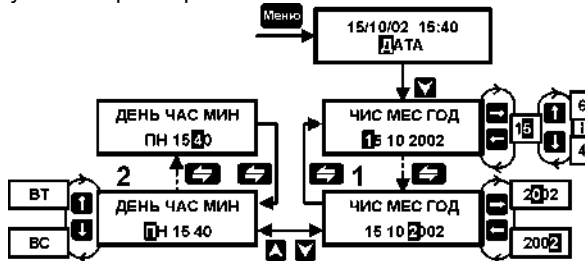 Меню
15/10/02 15:40
ДАТА
ДЕНЬ ЧАС МИН
ПН 15 40
ЧИС МЕС ГОД
15 10 2002
15
6
4
2
1
ВТ
ВС
ДЕНЬ ЧАС МИН
ПН 15 40
ЧИС МЕС ГОД
15 10 2002
2002
2002